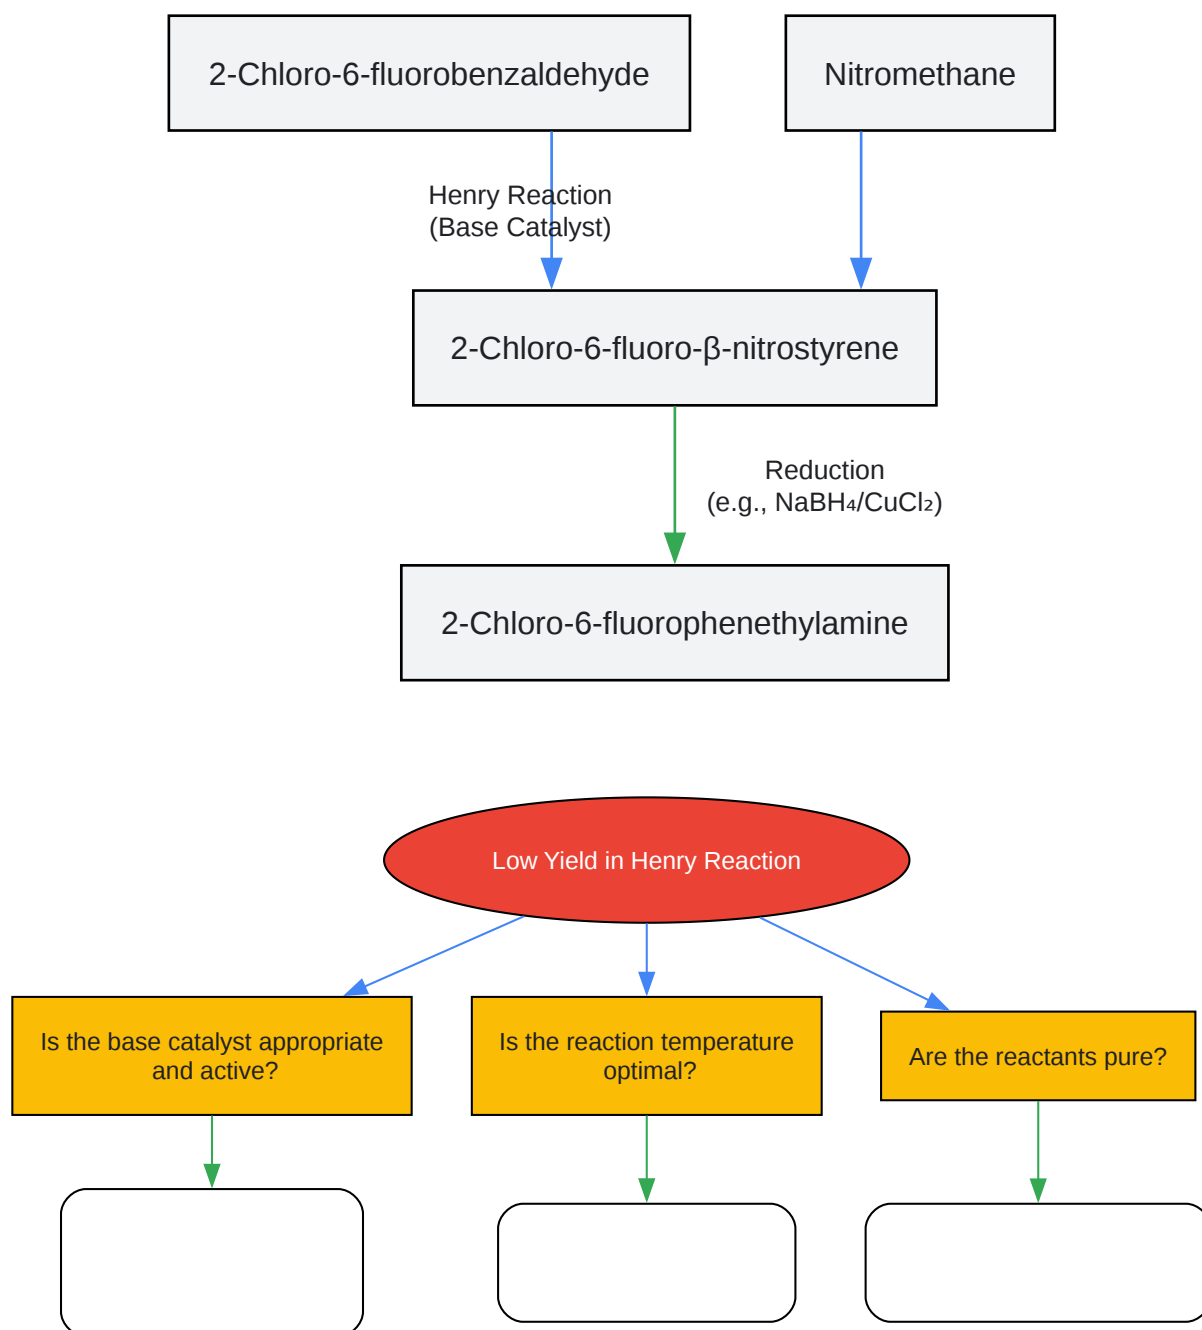 2-Chloro-6-fluorobenzaldehyde
Nitromethane
Henry Reaction
(Base Catalyst)
2-Chloro-6-fluoro-β-nitrostyrene
Reduction
(e.g., NaBH₄/CuCl₂)
2-Chloro-6-fluorophenethylamine
Low Yield in Henry Reaction
Is the base catalyst appropriate
and active?
Is the reaction temperature
optimal?
Are the reactants pure?